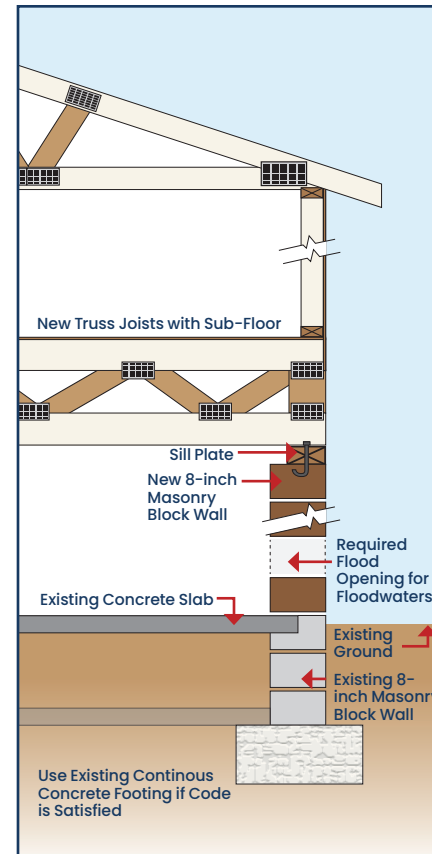 New Truss Joists with Sub-Floor
Sill Plate
New 8-inch
Masonry
Block Wall
Required
Flood
Opening for
Floodwaters
Existing Concrete Slab
Existing
Ground
Existing 8-
inch Masonry
Block Wall
Use Existing Continous
Concrete Footing if Code
is Satisfied